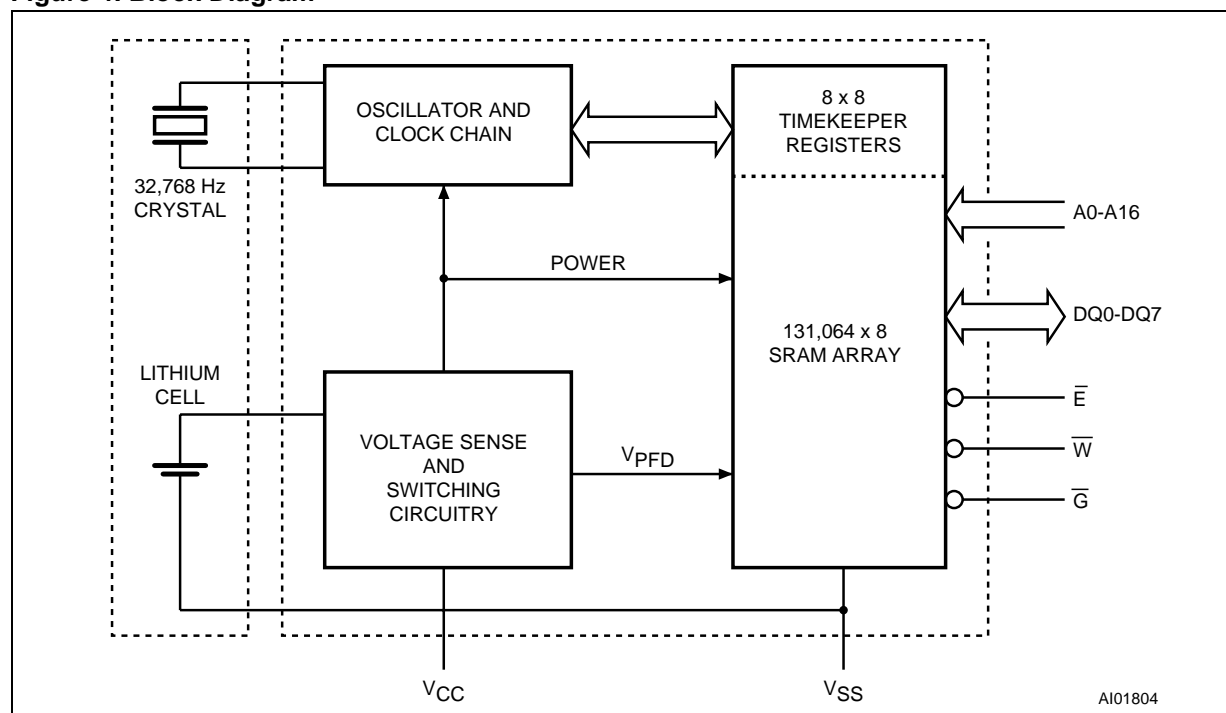 Figure
Block Diagram
32,768 Hz
CRYSTAL
OSCILLATOR AND
CLOCK CHAIN
8 x 8
TIMEKEEPER
REGISTERS
A0-A16
POWER
DQ0-DQ7
131,064 x 8
SRAM ARRAY
LITHIUM
CELL
E̅
VOLTAGE SENSE
AND
SWITCHING
CIRCUITRY
VPFD
W̅
G̅
VCC
VSS
AI01804